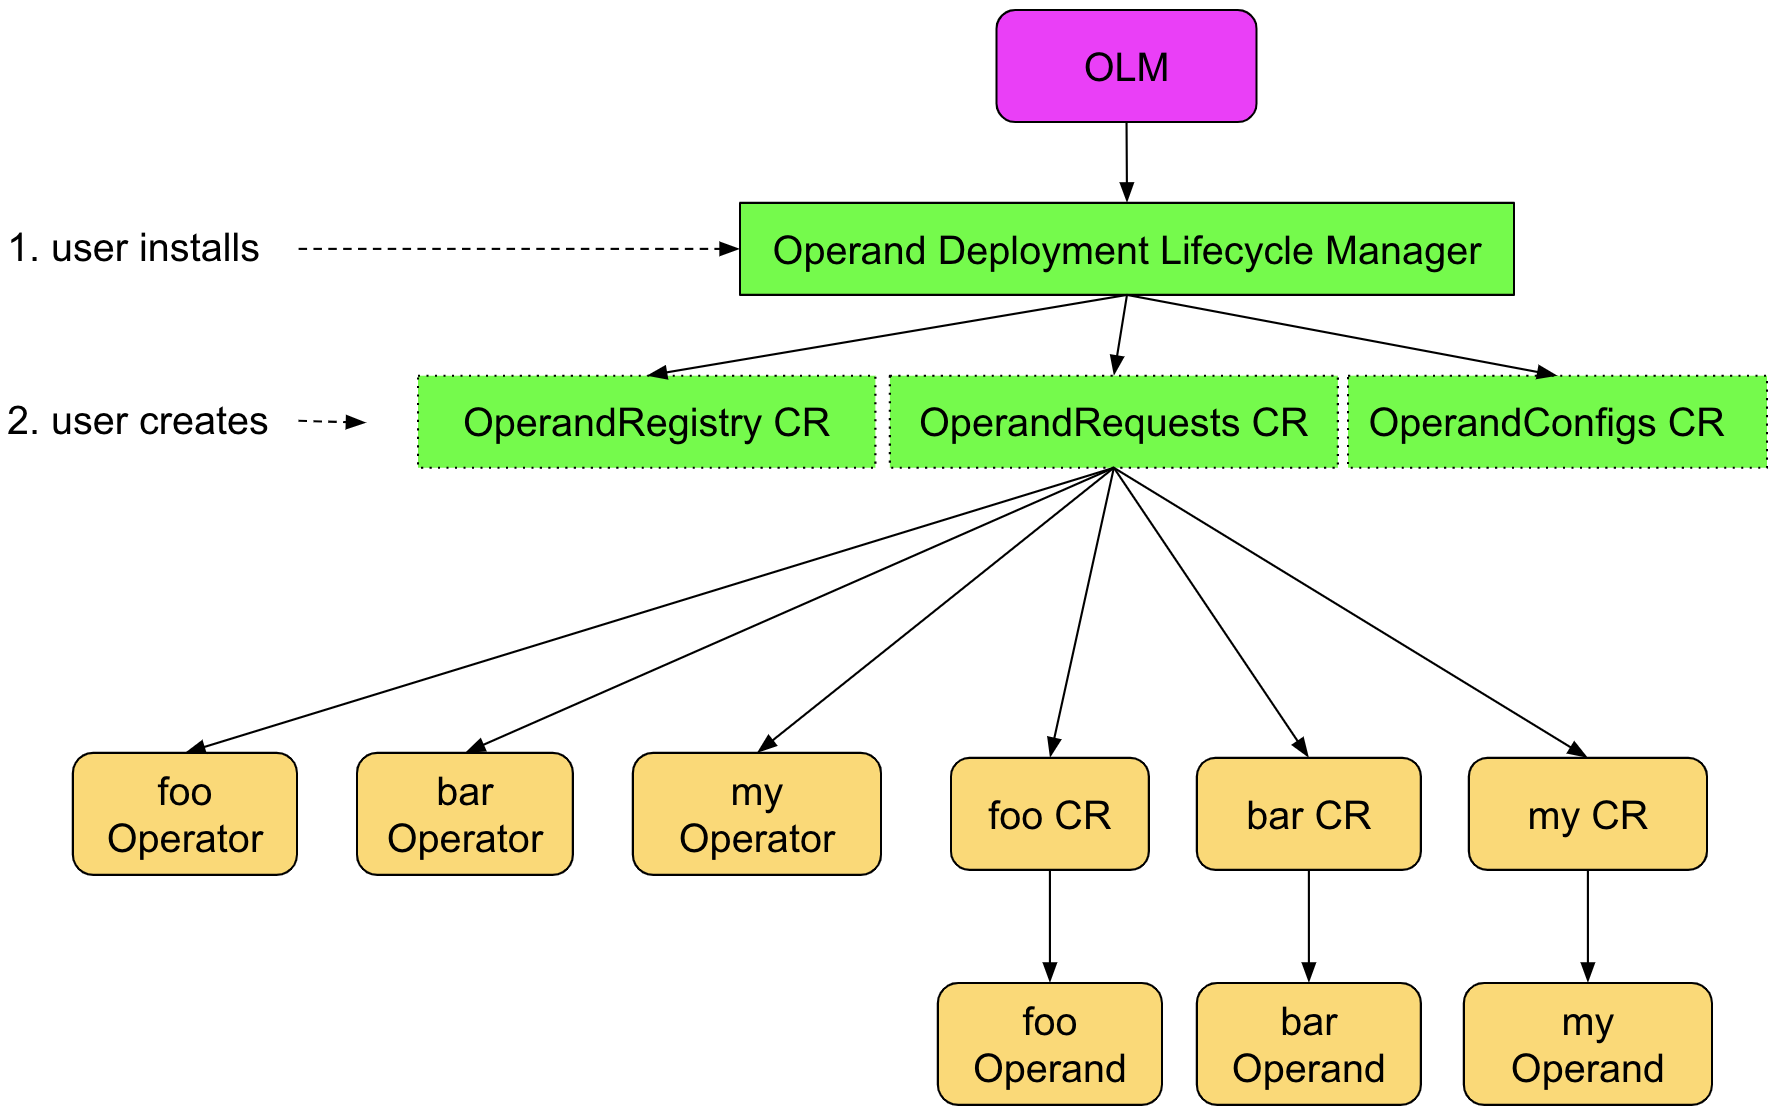 OLM
1. user installs
Operand Deployment Lifecycle Manager
2. user creates
OperandRegistry CR
OperandRequests CR
OperandConfigs CR
foo
Operator
bar
Operator
my
Operator
foo CR
bar CR
my CR
foo
Operand
bar
Operand
my
Operand